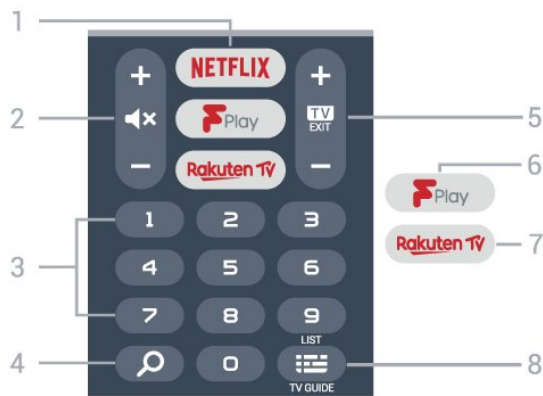 1
NETFLIX
+
+
2
TV
EXIT
5
F Play
6
F Play
−
−
Rakuten TV
Rakuten TV
7
1 2 3
3
4 5 6
7 8 9
LIST
4
0
8
TV GUIDE